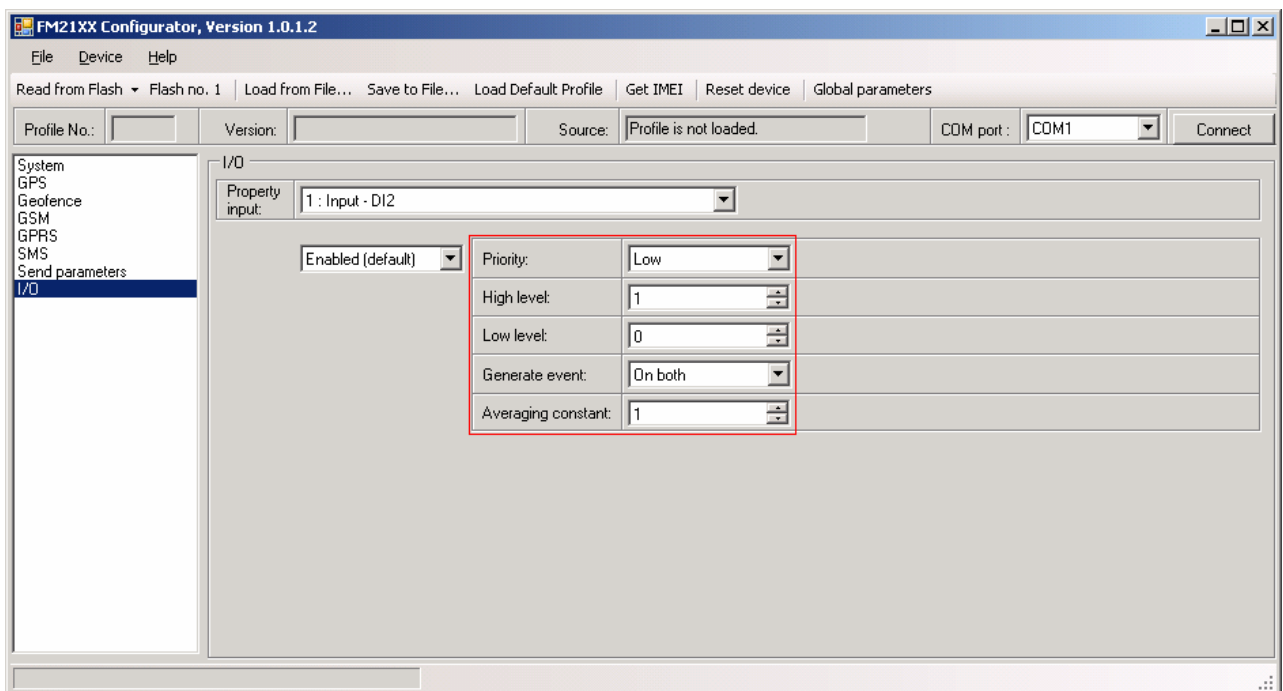 FM21XX Configurator, Version 1.0.1.2
File Device Help
Read from Flash Flash no. 1 Load from File... Save to File... Load Default Profile Get IMEI Reset device Global parameters
Profile No.: Version: Source: Profile is not loaded. COM port : COM1 Connect
System
GPS
Geofence
GSM
GPRS
SMS
Send parameters
I/O
I/O
Property input: 1 : Input - DI2
Enabled (default)
Priority: Low
High level: 1
Low level: 0
Generate event: On both
Averaging constant: 1